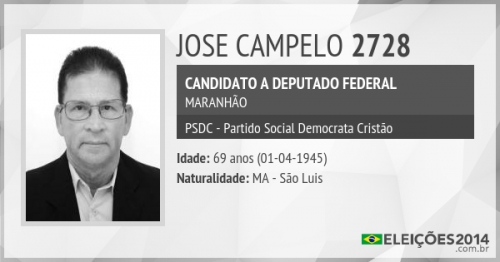 JOSE CAMPELO 2728
CANDIDATO A DEPUTADO FEDERAL
MARANHÃO
PSDC - Partido Social Democrata Cristão
Idade: 69 anos (01-04-1945)
Naturalidade: MA - São Luis
ELEIÇÕES2014
.com.br